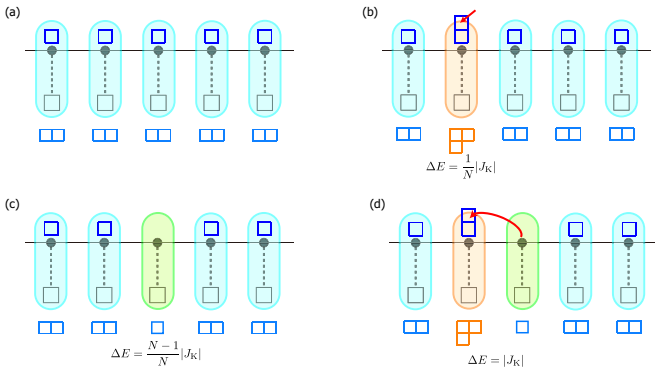 (a)
(b)
ΔE = 1/N |J_K|
(c)
ΔE = N − 1/N |J_K|
(d)
ΔE = |J_K|